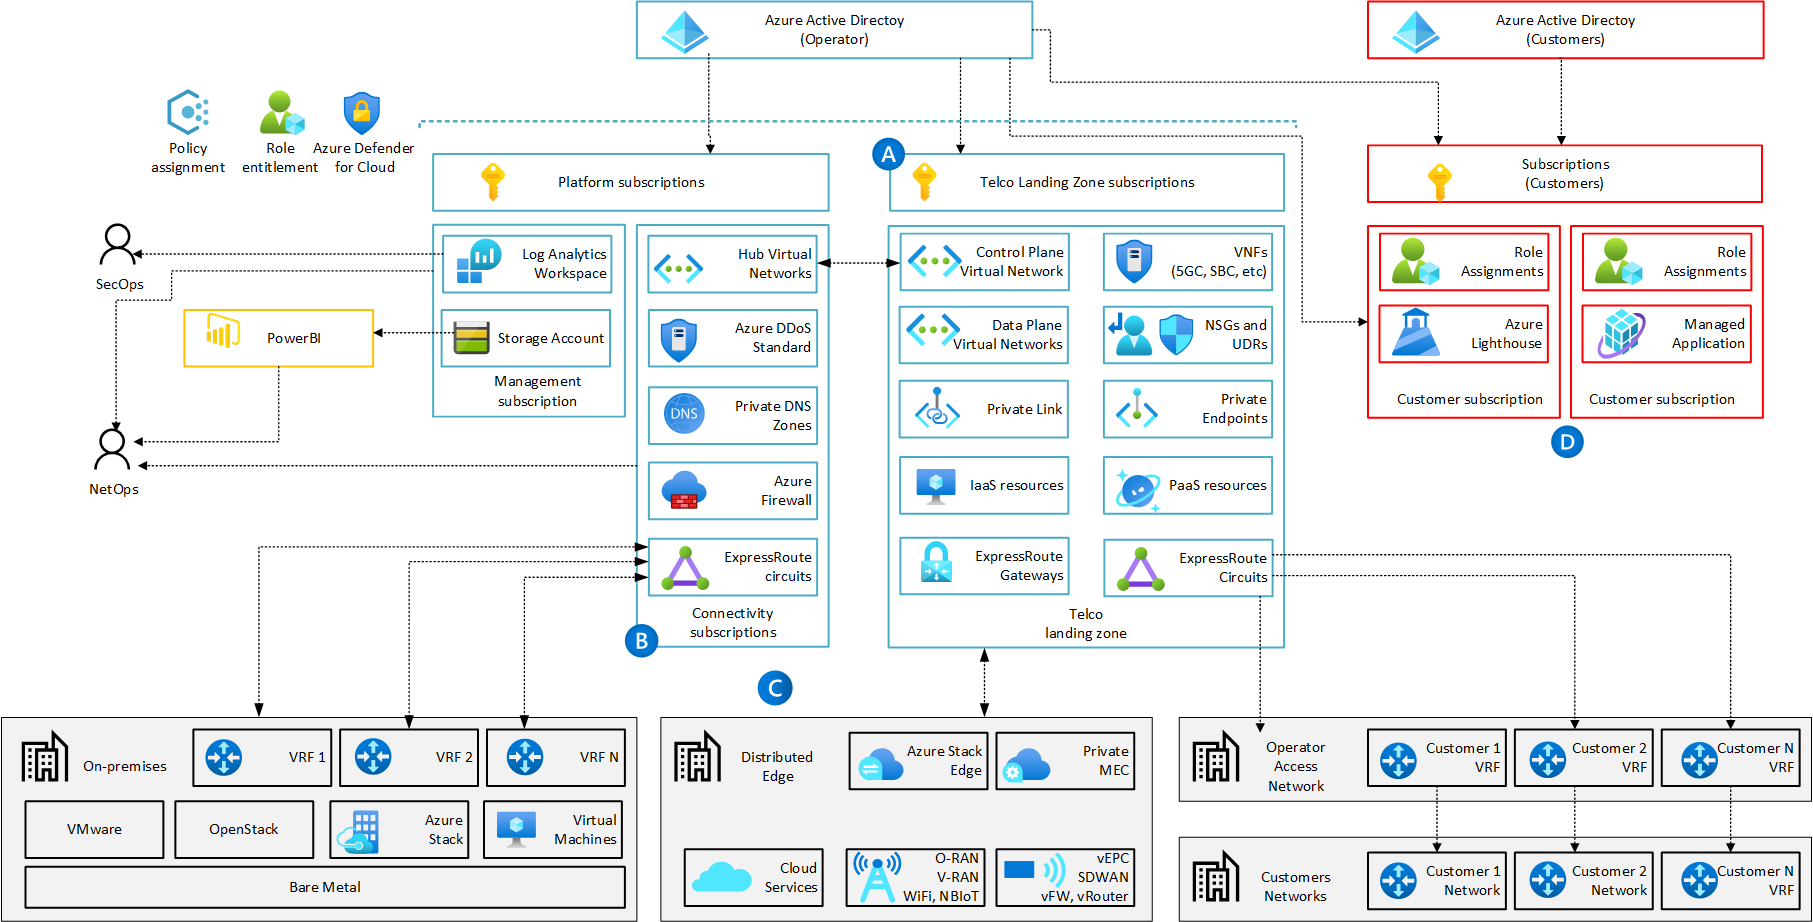 Azure Active Directoy
(Operator)
Azure Active Directoy
(Customers)
Policy
assignment
Role
entitlement
Azure Defender
for Cloud
Platform subscriptions
A
Telco Landing Zone subscriptions
Subscriptions
(Customers)
SecOps
Log Analytics
Workspace
PowerBI
Storage Account
Management
subscription
NetOps
Hub Virtual
Networks
Azure DDoS
Standard
Private DNS
Zones
DNS
Azure
Firewall
ExpressRoute
circuits
Connectivity
subscriptions
B
Control Plane
Virtual Network
VNFs
(5GC, SBC, etc)
Data Plane
Virtual Networks
NSGs and
UDRs
Private Link
Private
Endpoints
IaaS resources
PaaS resources
ExpressRoute
Gateways
ExpressRoute
Circuits
Telco
landing zone
Role
Assignments
Azure
Lighthouse
Customer subscription
Role
Assignments
Managed
Application
Customer subscription
D
C
On-premises
VRF 1
VRF 2
VRF N
VMware
OpenStack
Azure
Stack
Virtual
Machines
Bare Metal
Distributed
Edge
Azure Stack
Edge
Private
MEC
Cloud
Services
O-RAN
V-RAN
WiFi, NBIoT
vEPC
SDWAN
vFW, vRouter
Operator
Access
Network
Customer 1
VRF
Customer 2
VRF
Customer N
VRF
Customers
Networks
Customer 1
Network
Customer 2
Network
Customer N
VRF